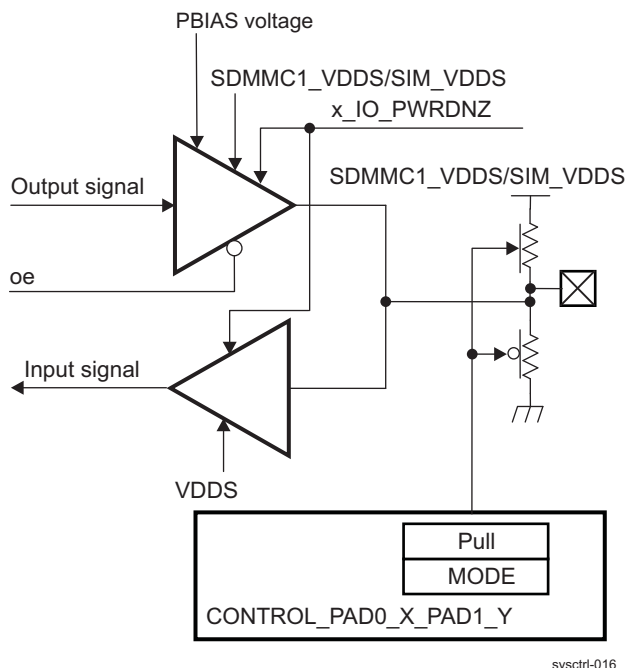 PBIAS voltage
SDMMC1_VDDS/SIM_VDDS
x_IO_PWRDNZ
SDMMC1_VDDS/SIM_VDDS
Output signal
oe
Input signal
VDDS
Pull
MODE
CONTROL_PAD0_X_PAD1_Y
sysctrl-016